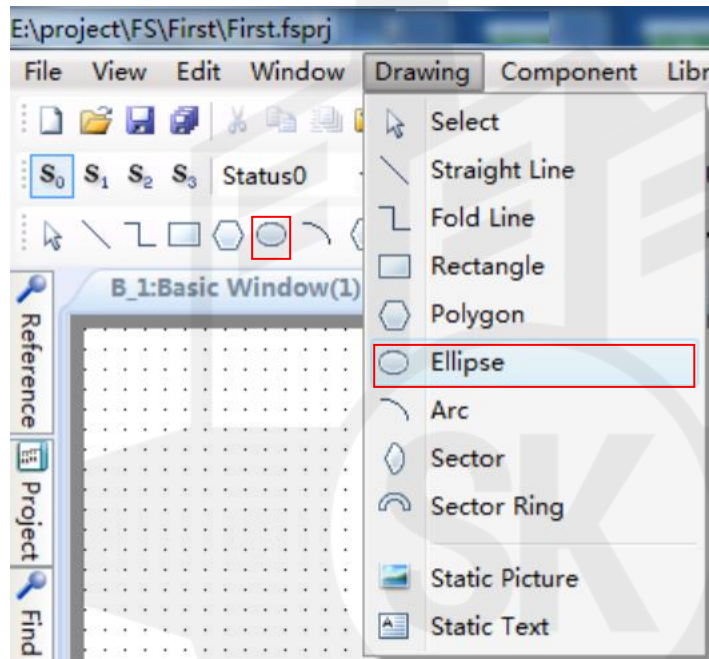 E:\project\FS\First\First.fsprj
File View Edit Window Drawing Component Libr
S0 S1 S2 S3 Status0
B_1:Basic Window(1)
Reference
Project
Find
Select
Straight Line
Fold Line
Rectangle
Polygon
Ellipse
Arc
Sector
Sector Ring
Static Picture
Static Text
SK